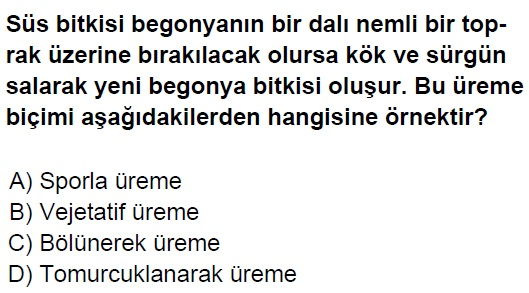 Süs bitkisi begonyanın bir dalı nemli bir top-
rak üzerine bırakılacak olursa kök ve sürgün
salarak yeni begonya bitkisi oluşur. Bu üreme
biçimi aşağıdakilerden hangisine örnektir?
A) Sporla üreme
B) Vejetatif üreme
C) Bölünerek üreme
D) Tomurcuklanarak üreme